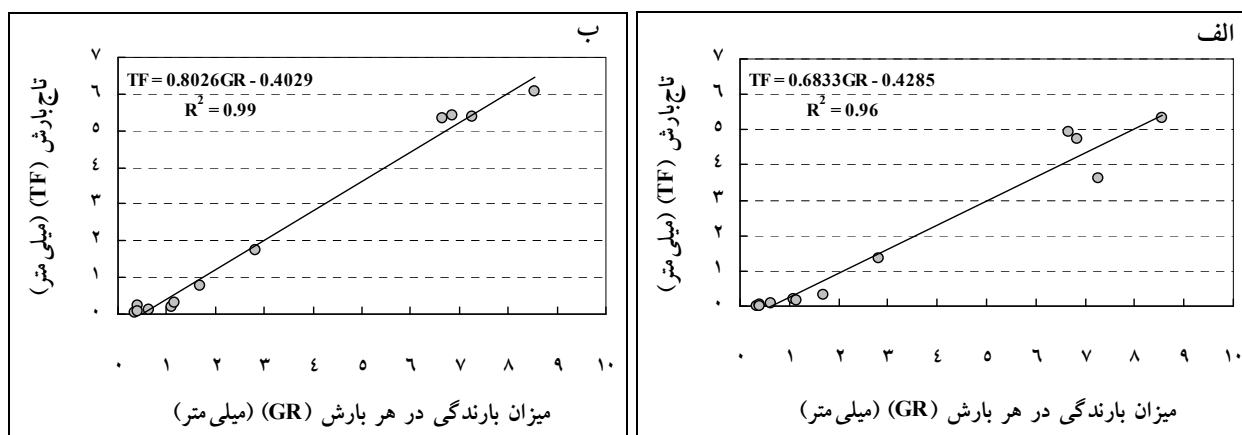 الف
TF = 0.6833GR - 0.4285
R² = 0.96
تاج‌بارش (TF) (میلی‌متر)
۷
۶
۵
۴
۳
۲
۱
۰
۰ ۱ ۲ ۳ ۴ ۵ ۶ ۷ ۸ ۹ ۱۰
میزان بارندگی در هر بارش (GR) (میلی‌متر)
ب
TF = 0.8026GR - 0.4029
R² = 0.99
تاج‌بارش (TF) (میلی‌متر)
۷
۶
۵
۴
۳
۲
۱
۰
۰ ۱ ۲ ۳ ٤ ٥ ٦ ۷ ۸ ۹ ۱۰
میزان بارندگی در هر بارش (GR) (میلی‌متر)